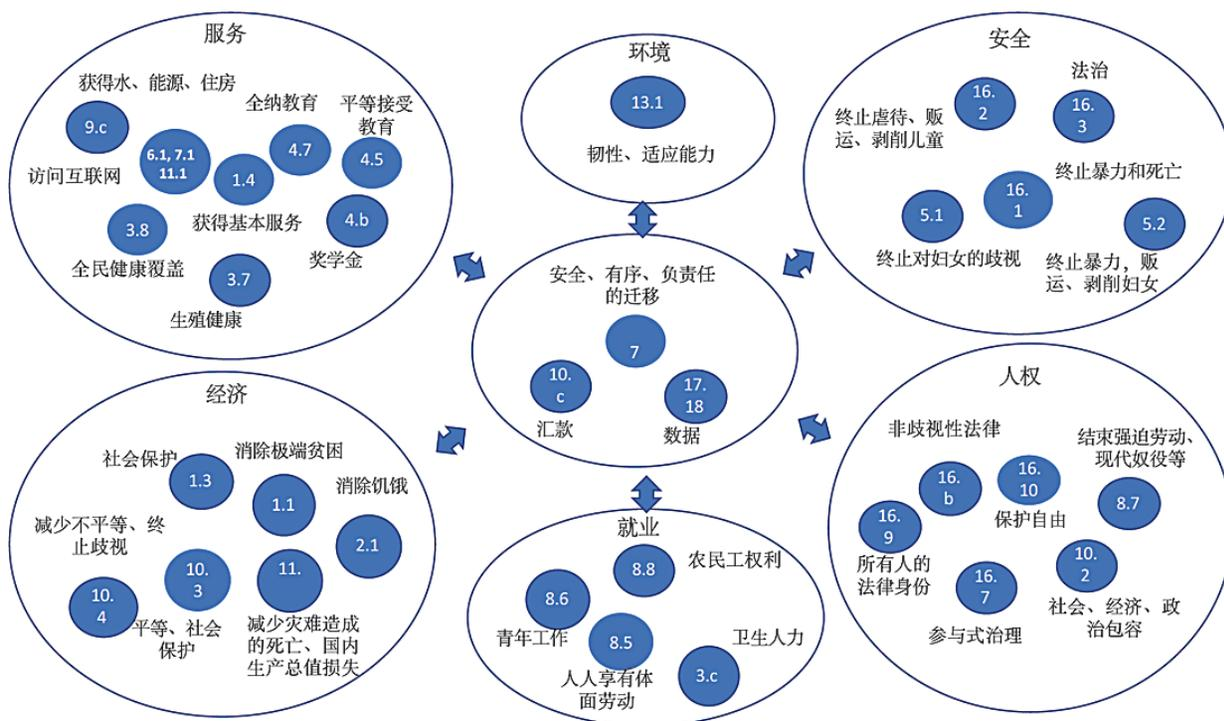 服务
获得水、能源、住房
9.c
访问互联网
6.1, 7.1
11.1
全纳教育
4.7
平等接受
教育
4.5
1.4
获得基本服务
4.b
奖学金
3.8
全民健康覆盖
3.7
生殖健康
环境
13.1
韧性、适应能力
安全
16.
2
终止虐待、贩
运、剥削儿童
法治
16.
3
终止暴力和死亡
16.
1
5.1
终止对妇女的歧视
5.2
终止暴力，贩
运、剥削妇女
安全、有序、负责任
的迁移
7
10.
c
汇款
17.
18
数据
经济
社会保护
1.3
消除极端贫困
1.1
消除饥饿
2.1
减少不平等、终
止歧视
10.
4
10.
3
平等、社会
保护
11.
减少灾难造成
的死亡、国内
生产总值损失
就业
8.8
农民工权利
8.6
青年工作
8.5
人人享有体
面劳动
卫生人力
3.c
人权
非歧视性法律
16.
b
16.
10
保护自由
结束强迫劳动、
现代奴役等
8.7
16.
9
所有人的
法律身份
16.
7
参与式治理
10.
2
社会、经济、政
治包容